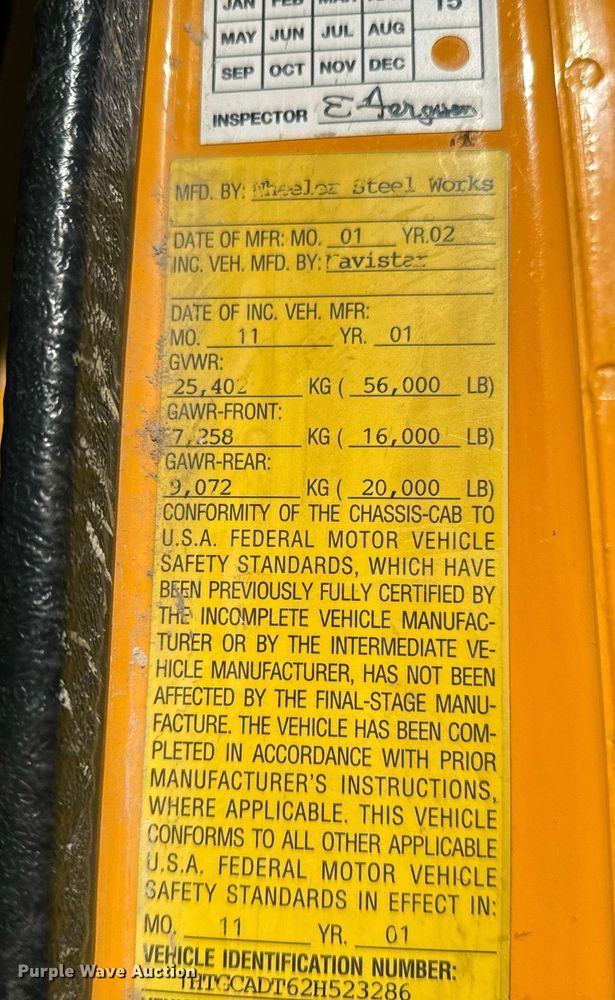 JAN FEB MAR 15
MAY JUN JUL AUG
SEP OCT NOV DEC
INSPECTOR E Ferguson
MFD. BY: Wheeler Steel Works
DATE OF MFR: MO. 01 YR.02
INC. VEH. MFD. BY: Navistar
DATE OF INC. VEH. MFR:
MO. 11 YR. 01
GVWR:
25,402 KG ( 56,000 LB)
GAWR-FRONT:
7,258 KG ( 16,000 LB)
GAWR-REAR:
9,072 KG ( 20,000 LB)
CONFORMITY OF THE CHASSIS-CAB TO
U.S.A. FEDERAL MOTOR VEHICLE
SAFETY STANDARDS, WHICH HAVE
BEEN PREVIOUSLY FULLY CERTIFIED BY
THE INCOMPLETE VEHICLE MANUFAC-
TURER OR BY THE INTERMEDIATE VE-
HICLE MANUFACTURER, HAS NOT BEEN
AFFECTED BY THE FINAL-STAGE MANU-
FACTURE. THE VEHICLE HAS BEEN COM-
PLETED IN ACCORDANCE WITH PRIOR
MANUFACTURER'S INSTRUCTIONS,
WHERE APPLICABLE. THIS VEHICLE
CONFORMS TO ALL OTHER APPLICABLE
U.S.A. FEDERAL MOTOR VEHICLE
SAFETY STANDARDS IN EFFECT IN:
MO. 11 YR. 01
VEHICLE IDENTIFICATION NUMBER:
1HTGCADT62H523286
Purple Wave Auction